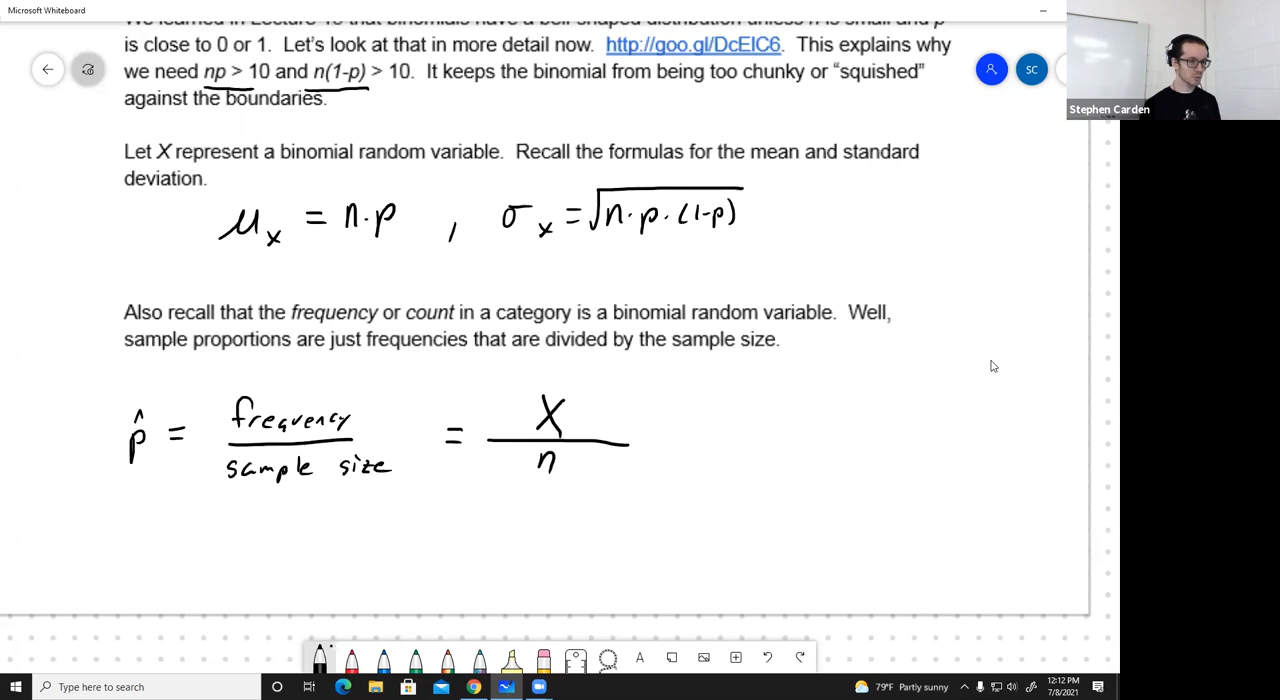 Microsoft Whiteboard
is close to 0 or 1. Let's look at that in more detail now. http://goo.gl/DcEIC6. This explains why
we need np > 10 and n(1-p) > 10. It keeps the binomial from being too chunky or "squished"
against the boundaries.
SC
Stephen Carden
Let X represent a binomial random variable. Recall the formulas for the mean and standard
deviation.
μx = n·p , σx = √n·p·(1-p)
Also recall that the frequency or count in a category is a binomial random variable. Well,
sample proportions are just frequencies that are divided by the sample size.
p̂ = frequency / sample size = X / n
A
Type here to search
79°F Partly sunny
12:12 PM
7/8/2021